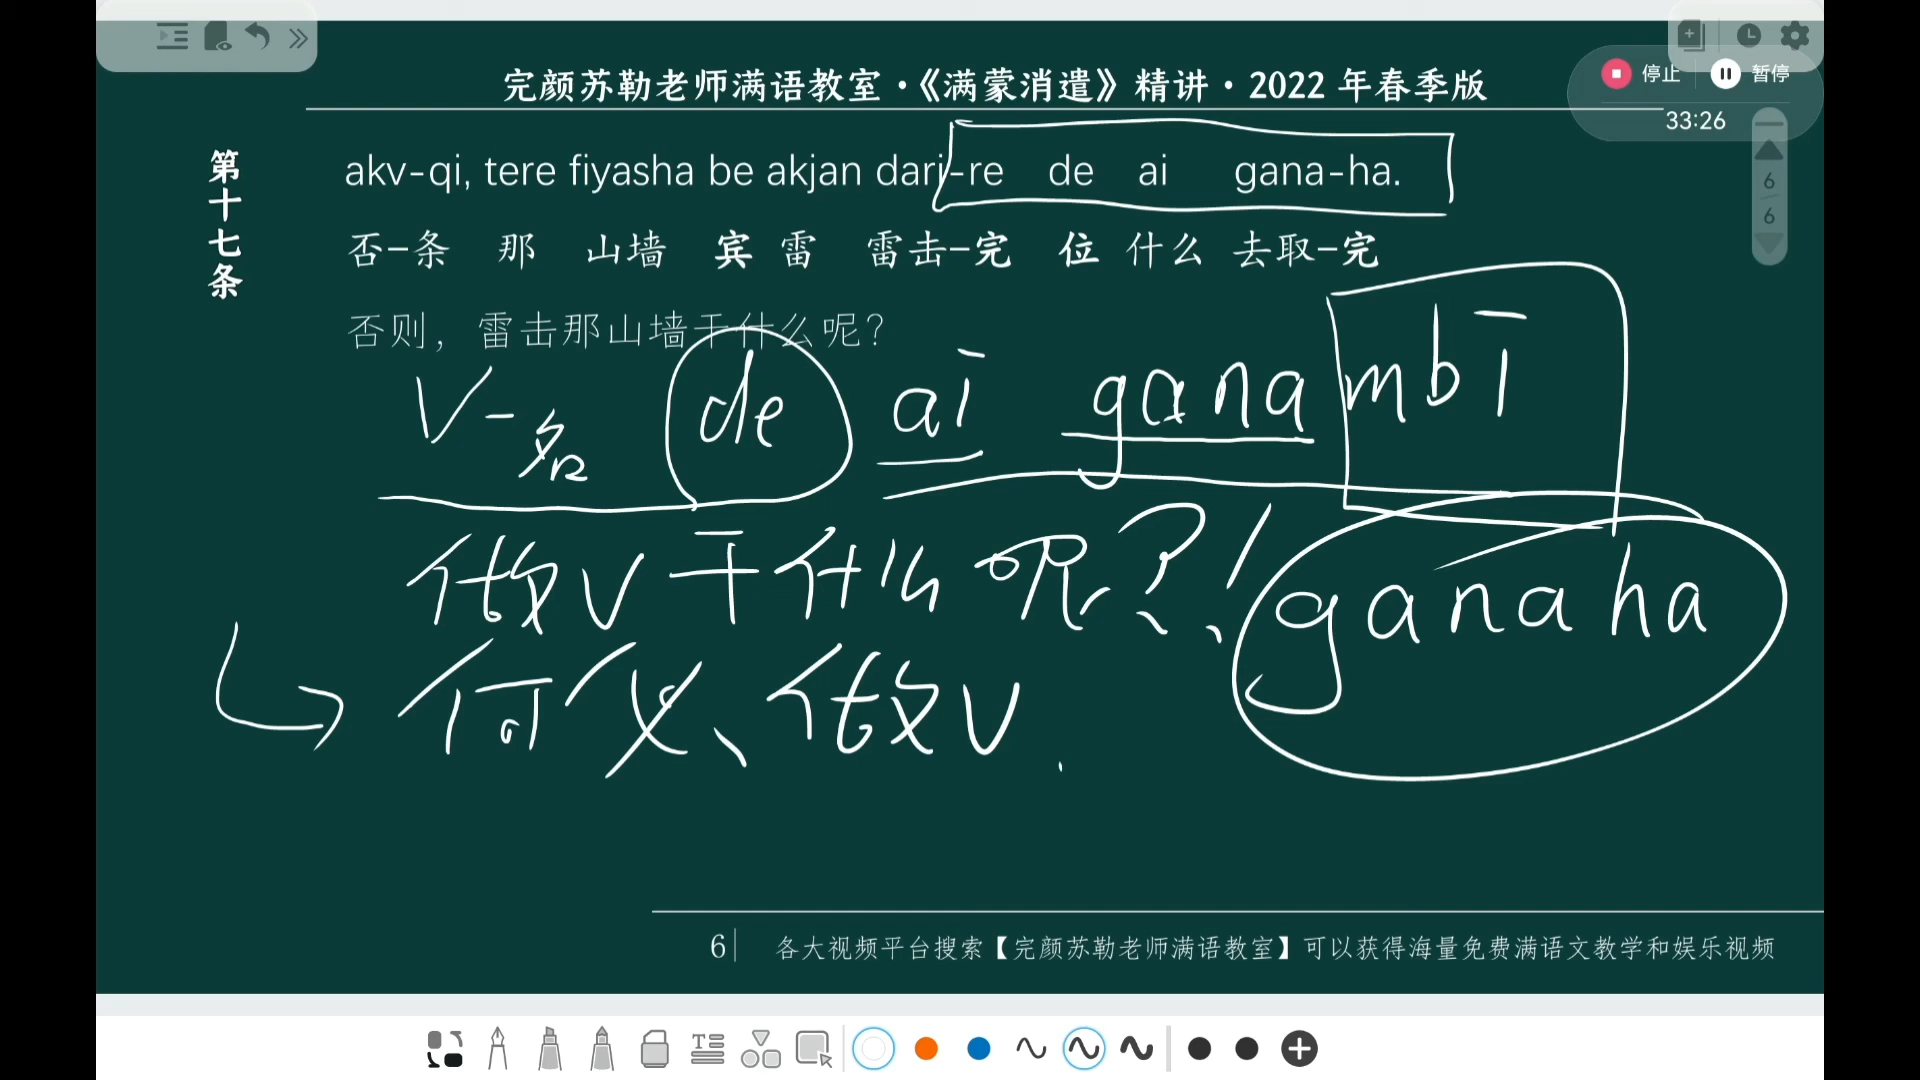 完颜苏勒老师满语教室·《满蒙消遣》精讲·2022 年春季版
停止 暂停
33:26
第十七条
akv-qi, tere fiyasha be akjan dari-re de ai gana-ha.
否-条 那 山墙 宾 雷 雷击-完 位 什么 去取-完
否则，雷击那山墙干什么呢？
V-名 de ai ganambi
做V干什么呢？！
ganaha
何必、做V.
6
6
6 各大视频平台搜索【完颜苏勒老师满语教室】可以获得海量免费满语文教学和娱乐视频